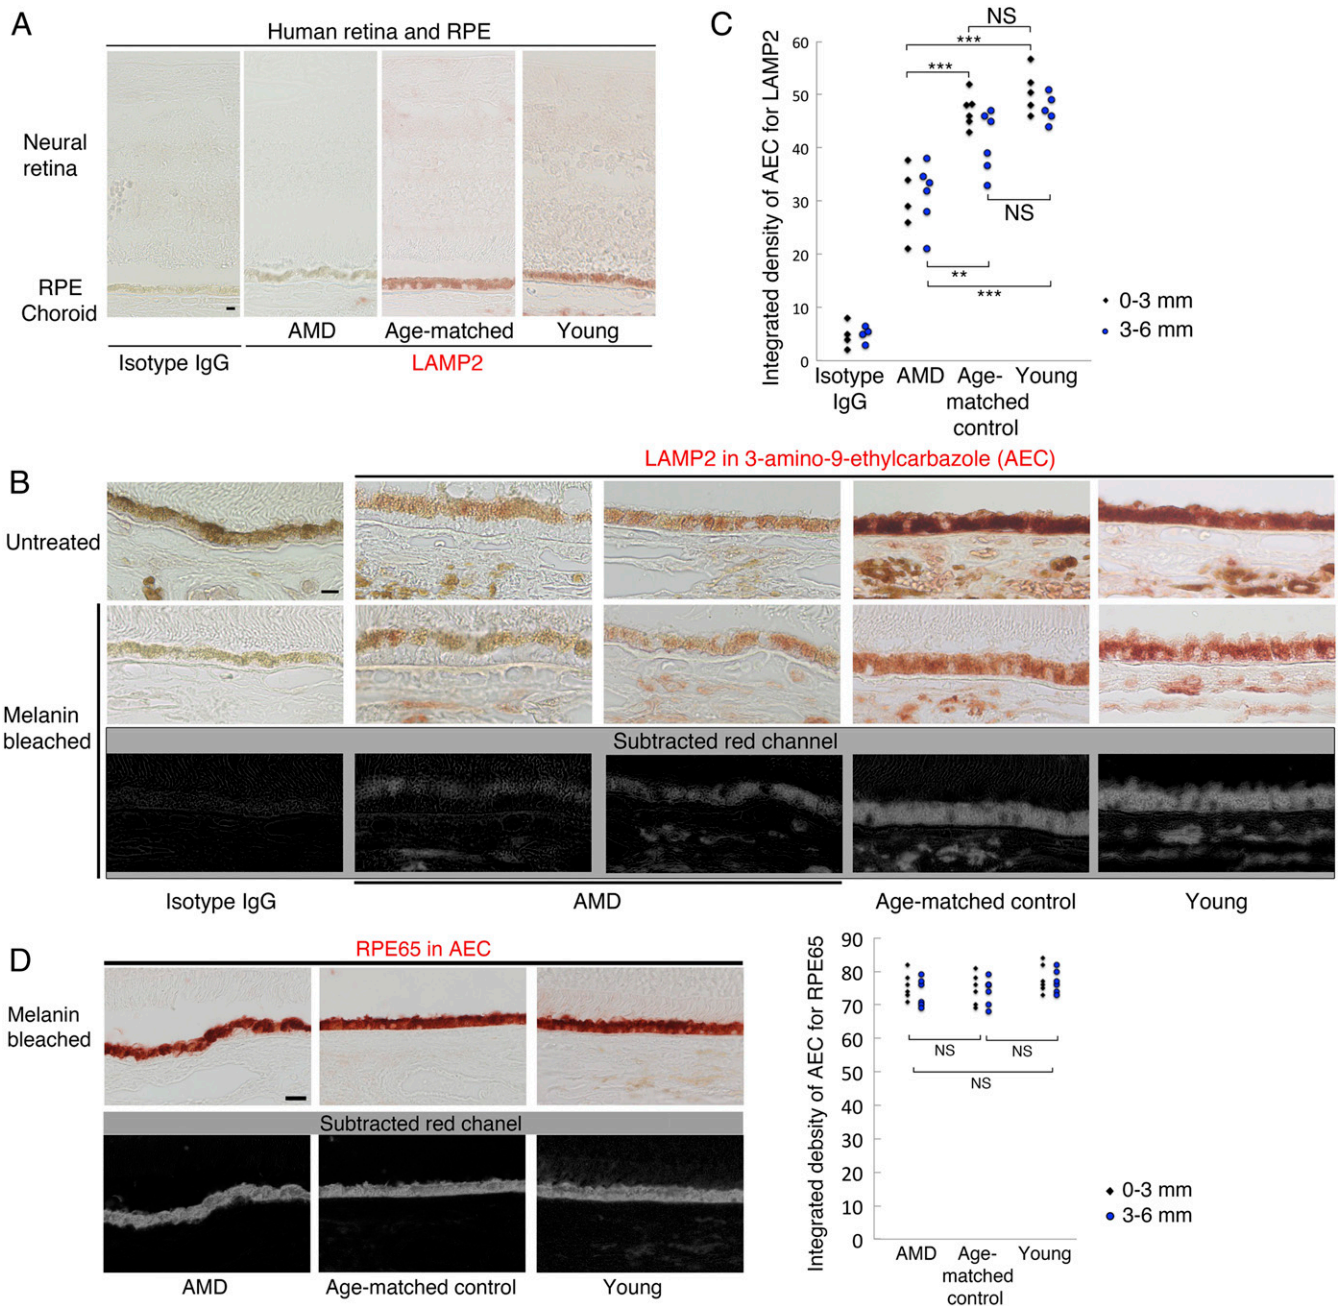 A
Human retina and RPE
Neural
retina
RPE
Choroid
AMD
Age-matched
Young
Isotype IgG
LAMP2
C
Integrated density of AEC for LAMP2
60
50
40
30
20
10
0
NS
***
***
NS
**
***
0-3 mm
3-6 mm
Isotype
IgG
AMD
Age-
matched
control
Young
B
LAMP2 in 3-amino-9-ethylcarbazole (AEC)
Untreated
Melanin
bleached
Subtracted red channel
Isotype IgG
AMD
Age-matched control
Young
D
RPE65 in AEC
Melanin
bleached
Subtracted red chanel
AMD
Age-matched control
Young
Integrated debsity of AEC for RPE65
90
80
70
60
50
40
30
20
10
0
NS
NS
NS
0-3 mm
3-6 mm
AMD
Age-
matched
control
Young